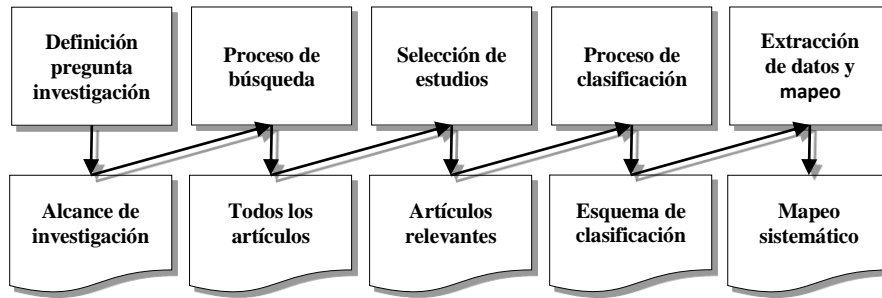 Definición
pregunta
investigación
Proceso de
búsqueda
Selección de
estudios
Proceso de
clasificación
Extracción
de datos y
mapeo
Alcance de
investigación
Todos los
artículos
Artículos
relevantes
Esquema de
clasificación
Mapeo
sistemático